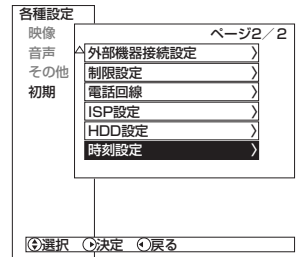 各種設定
映像
音声
その他
初期
ページ2／2
外部機器接続設定
制限設定
電話回線
ISP設定
HDD設定
時刻設定
選択 決定 戻る